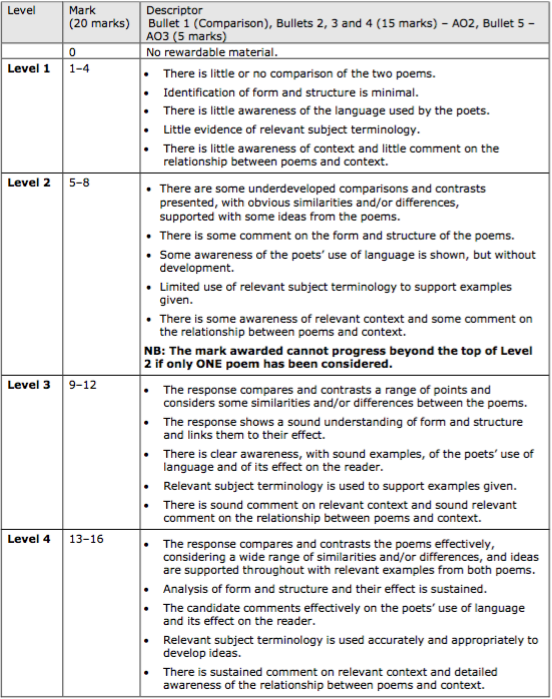 Level Mark Descriptor
(20 marks) Bullet 1 (Comparison), Bullets 2, 3 and 4 (15 marks) – AO2, Bullet 5 –
AO3 (5 marks)
0 No rewardable material.
Level 1 1–4
• There is little or no comparison of the two poems.
• Identification of form and structure is minimal.
• There is little awareness of the language used by the poets.
• Little evidence of relevant subject terminology.
• There is little awareness of context and little comment on the
relationship between poems and context.
Level 2 5–8
• There are some underdeveloped comparisons and contrasts
presented, with obvious similarities and/or differences,
supported with some ideas from the poems.
• There is some comment on the form and structure of the poems.
• Some awareness of the poets' use of language is shown, but without
development.
• Limited use of relevant subject terminology to support examples
given.
• There is some awareness of relevant context and some comment on
the relationship between poems and context.
NB: The mark awarded cannot progress beyond the top of Level
2 if only ONE poem has been considered.
Level 3 9–12
• The response compares and contrasts a range of points and
considers some similarities and/or differences between the poems.
• The response shows a sound understanding of form and structure
and links them to their effect.
• There is clear awareness, with sound examples, of the poets' use of
language and of its effect on the reader.
• Relevant subject terminology is used to support examples given.
• There is sound comment on relevant context and sound relevant
comment on the relationship between poems and context.
Level 4 13–16
• The response compares and contrasts the poems effectively,
considering a wide range of similarities and/or differences, and ideas
are supported throughout with relevant examples from both poems.
• Analysis of form and structure and their effect is sustained.
• The candidate comments effectively on the poets' use of language
and its effect on the reader.
• Relevant subject terminology is used accurately and appropriately to
develop ideas.
• There is sustained comment on relevant context and detailed
awareness of the relationship between poems and context.